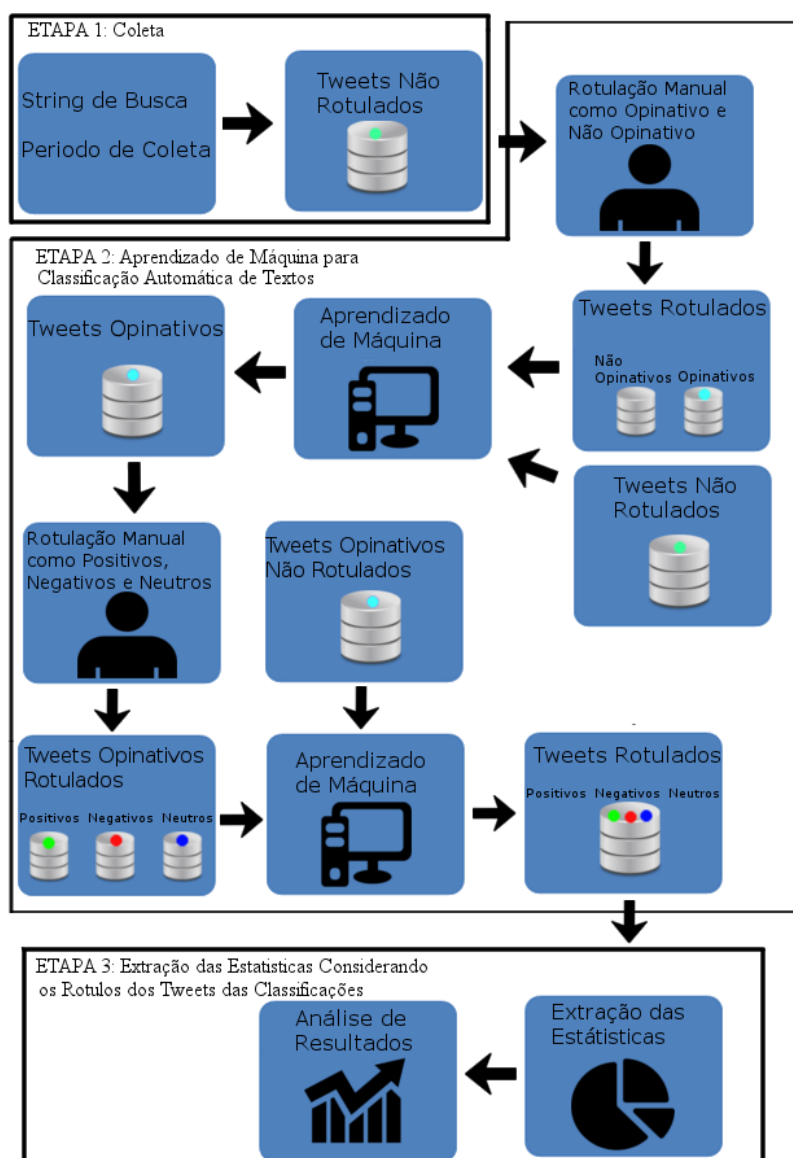 ETAPA 1: Coleta
String de Busca
Periodo de Coleta
Tweets Não
Rotulados
Rotulação Manual
como Opinativo e
Não Opinativo
ETAPA 2: Aprendizado de Máquina para
Classificação Automática de Textos
Tweets Rotulados
Não
Opinativos
Opinativos
Aprendizado
de Máquina
Tweets Opinativos
Tweets Não
Rotulados
Rotulação Manual
como Positivos,
Negativos e Neutros
Tweets Opinativos
Não Rotulados
Tweets Opinativos
Rotulados
Positivos Negativos Neutros
Aprendizado
de Máquina
Tweets Rotulados
Positivos Negativos Neutros
ETAPA 3: Extração das Estatisticas Considerando
os Rotulos dos Tweets das Classificações
Extração das
Estátisticas
Análise de
Resultados